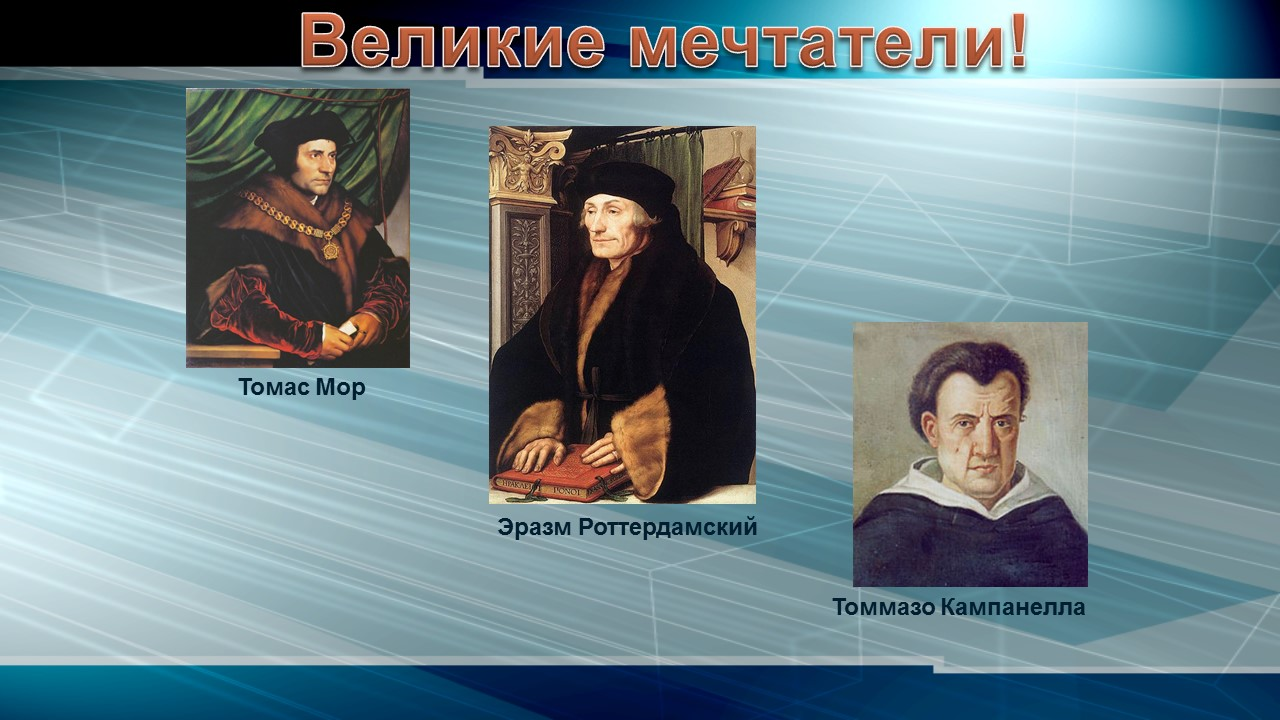 Великие мечтатели!
Томас Мор
Эразм Роттердамский
Томмазо Кампанелла